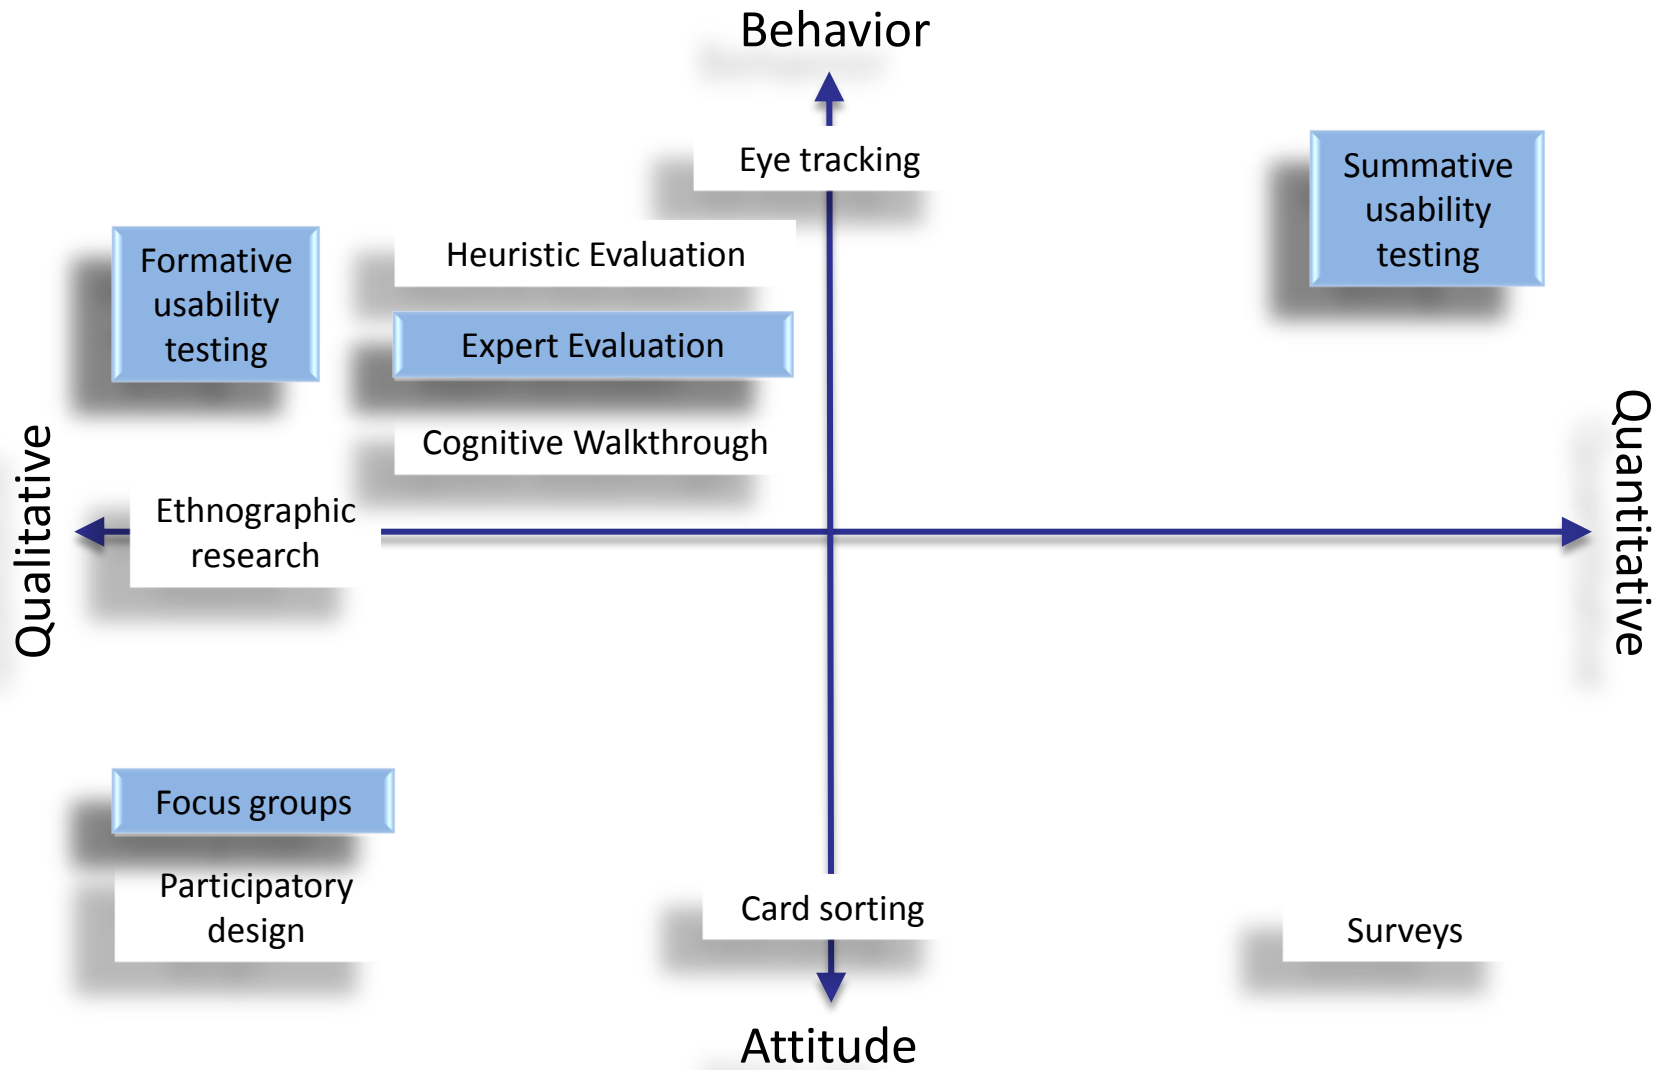 Behavior
Eye tracking
Summative
usability
testing
Formative
usability
testing
Heuristic Evaluation
Expert Evaluation
Cognitive Walkthrough
Qualitative
Quantitative
Ethnographic
research
Focus groups
Participatory
design
Card sorting
Surveys
Attitude